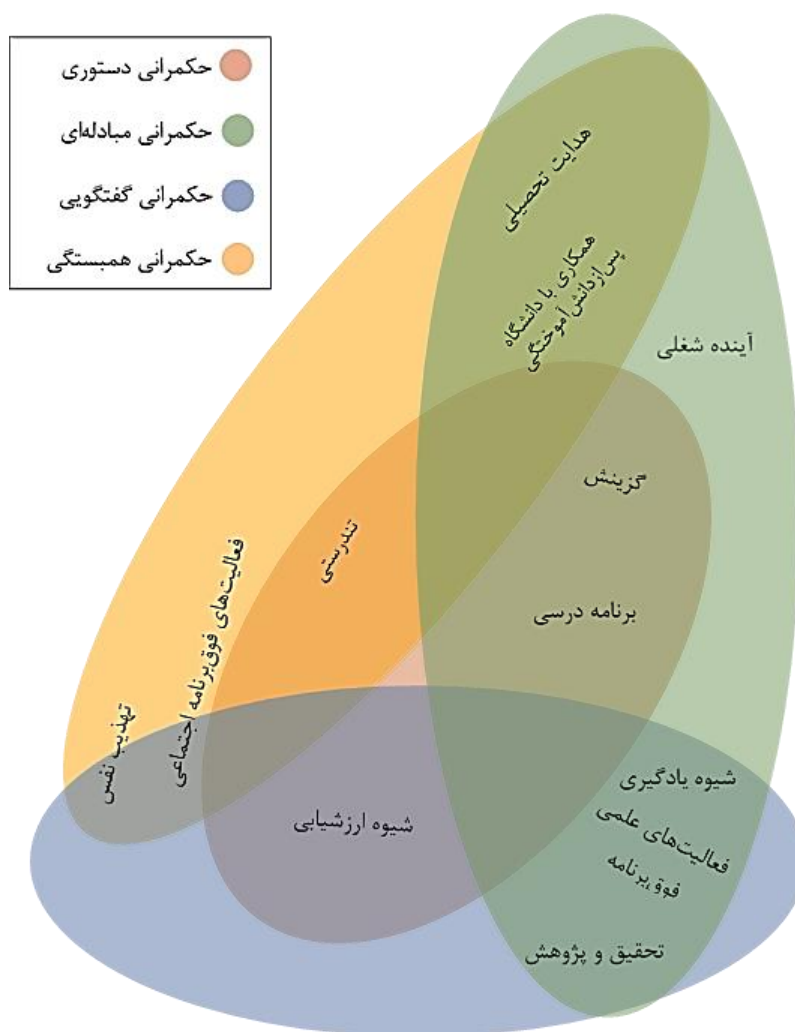 حکمرانی دستوری
حکمرانی مبادله‌ای
حکمرانی گفتگویی
حکمرانی همبستگی
هدایت تحصیلی
همکاری با دانشگاه
پس‌ازدانش‌آموختگی
آینده شغلی
گزینش
تندرستی
برنامه درسی
فعالیت‌های فوق‌برنامه اجتماعی
تهذیب نفس
شیوه یادگیری
شیوه ارزشیابی
فعالیت‌های علمی
فوق‌برنامه
تحقیق و پژوهش